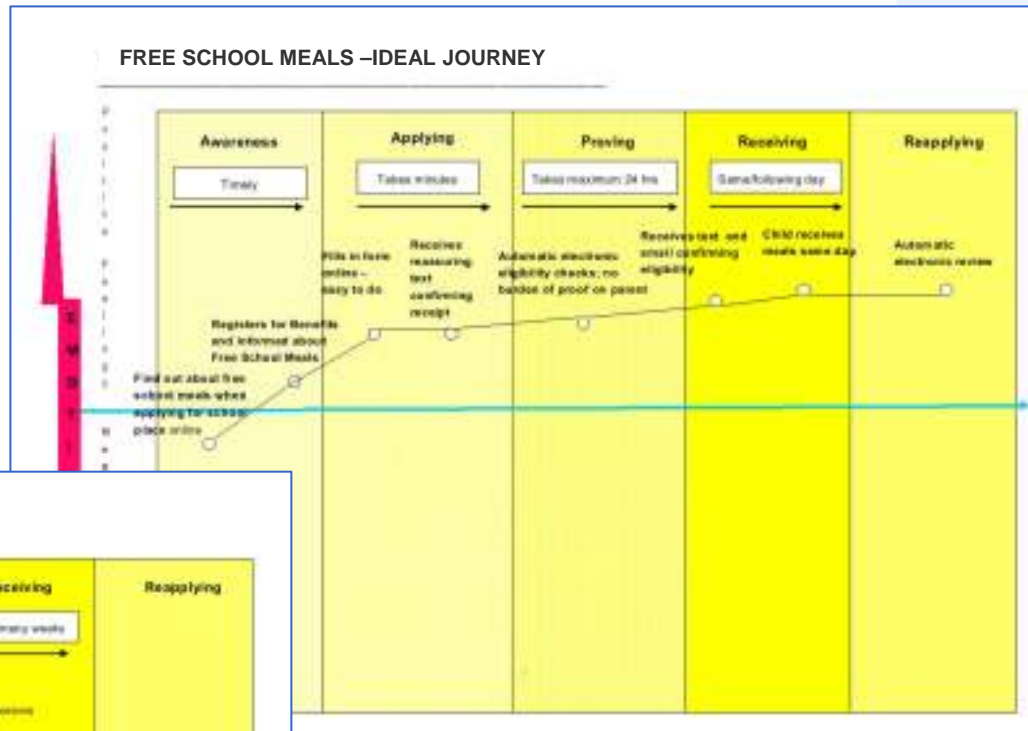 FREE SCHOOL MEALS –IDEAL JOURNEY
Awareness
Applying
Proving
Receiving
Reapplying
Timely
Takes minutes
Takes maximum 24 hrs
Same/following day
Find out about free
school meals when
applying for school
place online
Registers for Benefits
and informed about
Free School Meals
Fills in form
online –
easy to do
Receives
reassuring
text
confirming
receipt
Automatic electronic
eligibility checks; no
burden of proof on parent
Receives text and
email confirming
eligibility
Child receives
meals same day
Automatic
electronic review
ceiving
Reapplying
many weeks